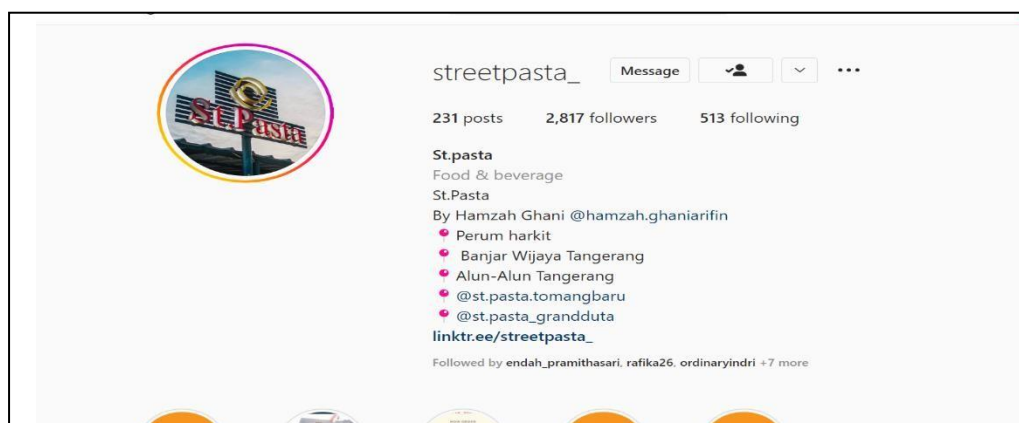 St.Pasta
streetpasta_ Message
231 posts 2,817 followers 513 following
St.pasta
Food & beverage
St.Pasta
By Hamzah Ghani @hamzah.ghaniarifin
Perum harkit
Banjar Wijaya Tangerang
Alun-Alun Tangerang
@st.pasta.tomangbaru
@st.pasta_grandduta
linktr.ee/streetpasta_
Followed by endah_pramithasari, rafika26, ordinaryindri +7 more